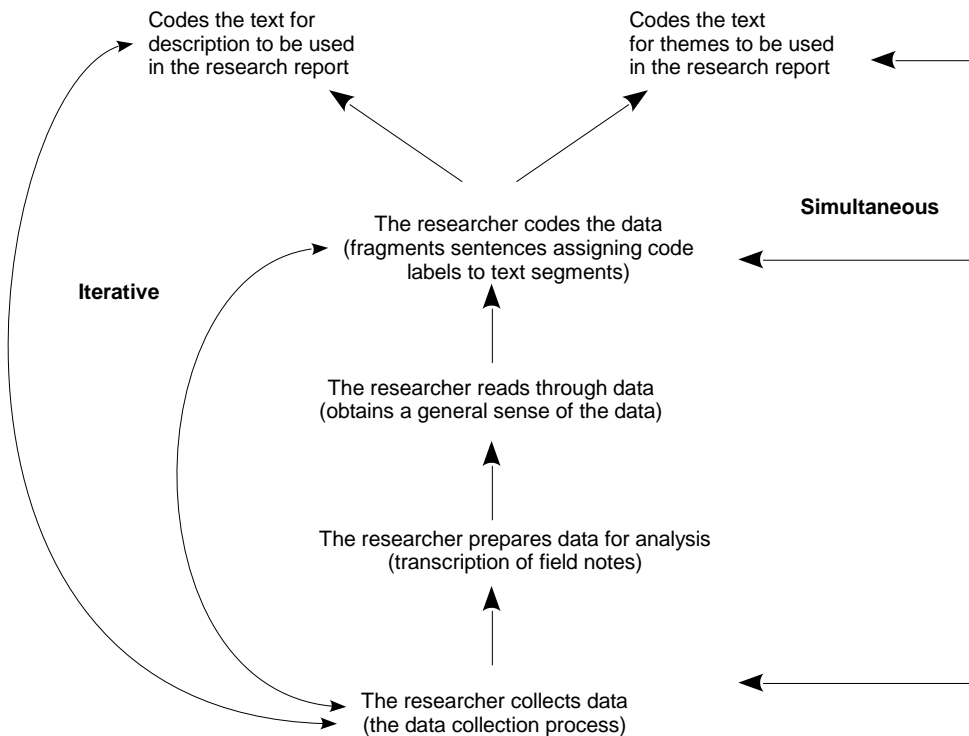 Codes the text for
description to be used
in the research report
Codes the text
for themes to be used
in the research report
Simultaneous
The researcher codes the data
(fragments sentences assigning code
labels to text segments)
Iterative
The researcher reads through data
(obtains a general sense of the data)
The researcher prepares data for analysis
(transcription of field notes)
The researcher collects data
(the data collection process)